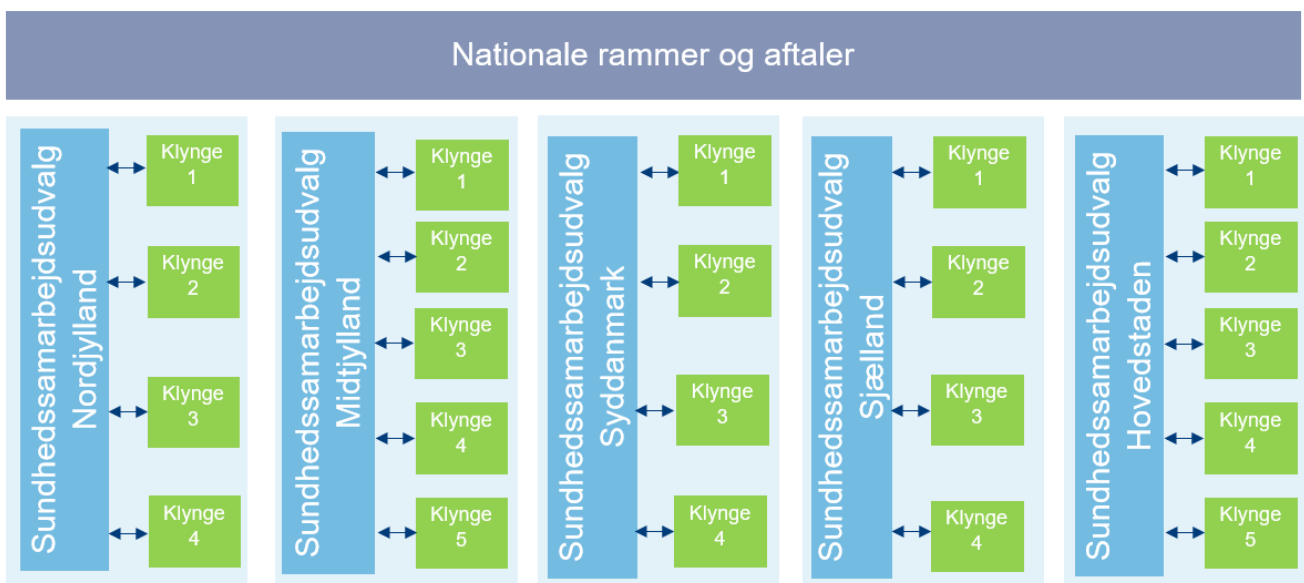 Nationale rammer og aftaler
Sundhedssamarbejdsudvalg
Nordjylland
Klynge
1
Klynge
2
Klynge
3
Klynge
4
Sundhedssamarbejdsudvalg
Midtjylland
Klynge
1
Klynge
2
Klynge
3
Klynge
4
Klynge
5
Sundhedssamarbejdsudvalg
Syddanmark
Klynge
1
Klynge
2
Klynge
3
Klynge
4
Sundhedssamarbejdsudvalg
Sjælland
Klynge
1
Klynge
2
Klynge
3
Klynge
4
Sundhedssamarbejdsudvalg
Hovedstaden
Klynge
1
Klynge
2
Klynge
3
Klynge
4
Klynge
5